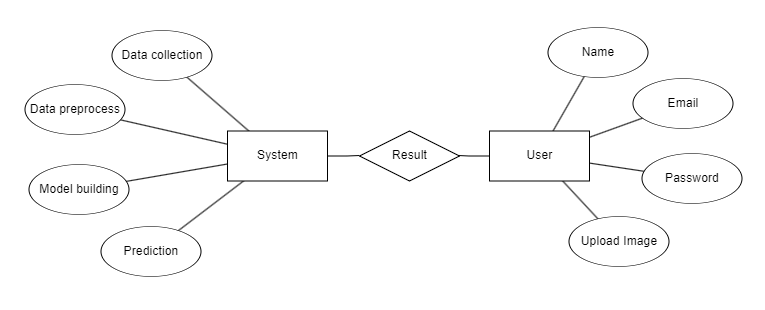 Data collection
Data preprocess
Model building
Prediction
System
Result
User
Name
Email
Password
Upload Image